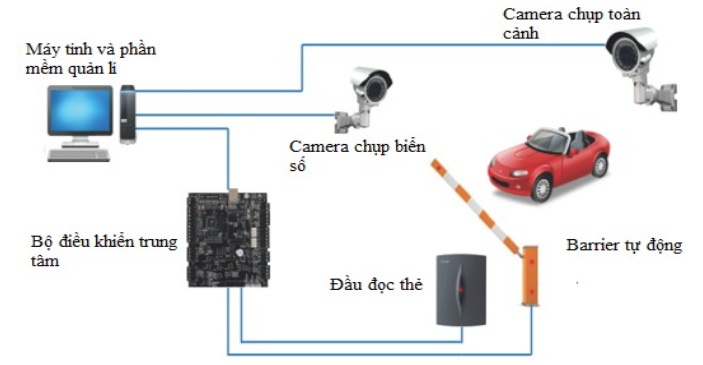 Camera chụp toàn
cảnh
Máy tinh và phần
mềm quản lí
Camera chụp biển
số
Bộ điều khiển trung
tâm
Đầu đọc thẻ
Barrier tự động